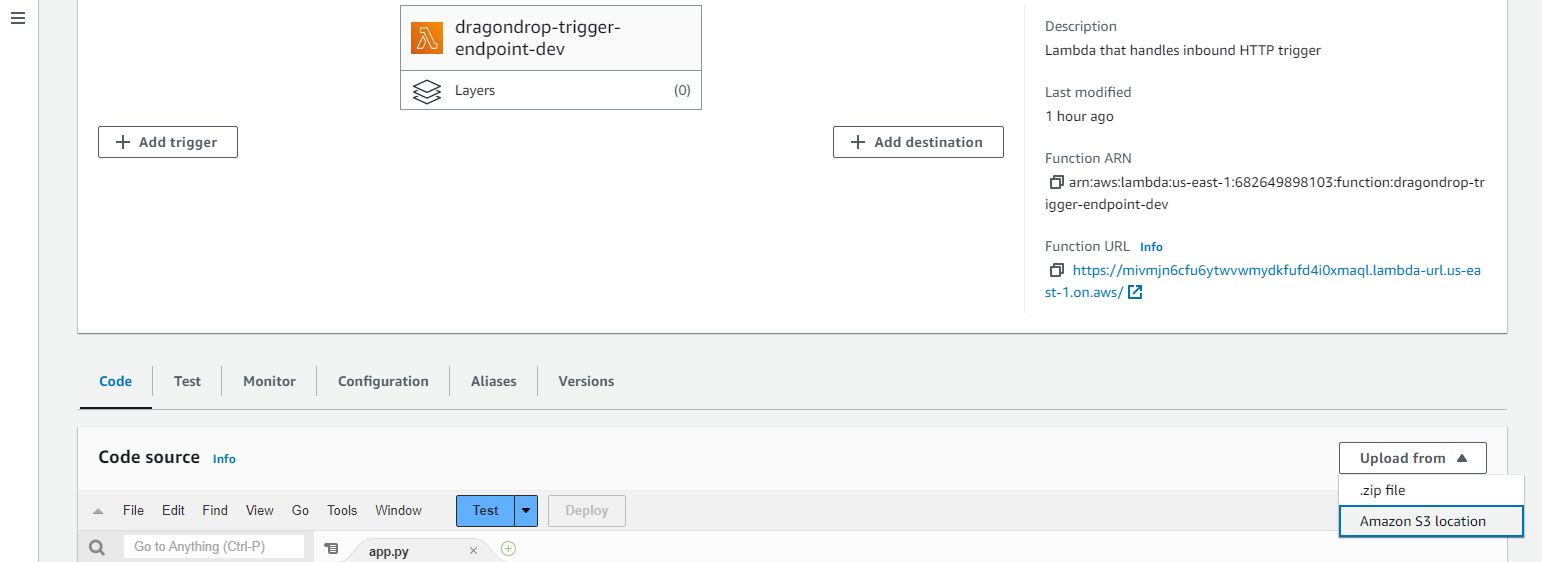 dragondrop-trigger-
endpoint-dev
Layers (0)
Add trigger
Add destination
Description
Lambda that handles inbound HTTP trigger
Last modified
1 hour ago
Function ARN
arn:aws:lambda:us-east-1:682649898103:function:dragondrop-tr
igger-endpoint-dev
Function URL Info
https://mivmjn6cfu6ytwvwmydkfufd4i0xmaql.lambda-url.us-ea
st-1.on.aws/
Code Test Monitor Configuration Aliases Versions
Code source Info
Upload from
.zip file
Amazon S3 location
File Edit Find View Go Tools Window Test Deploy
Go to Anything (Ctrl-P) app.py